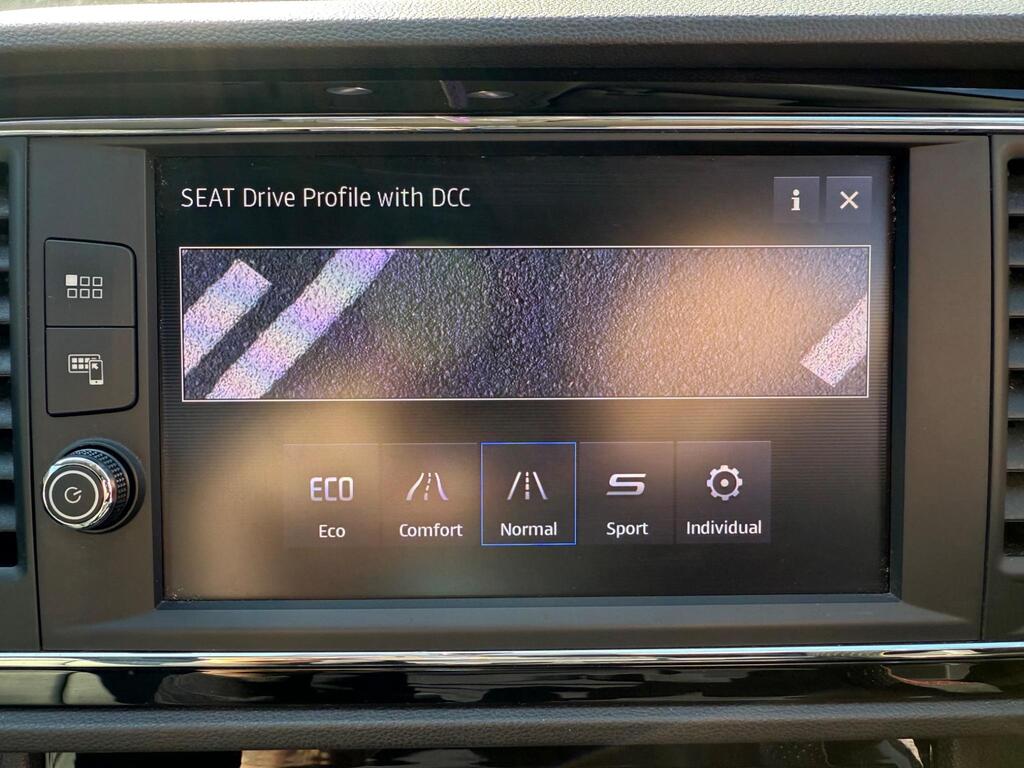 SEAT Drive Profile with DCC
i
ECO
S
Eco
Comfort
Normal
Sport
Individual